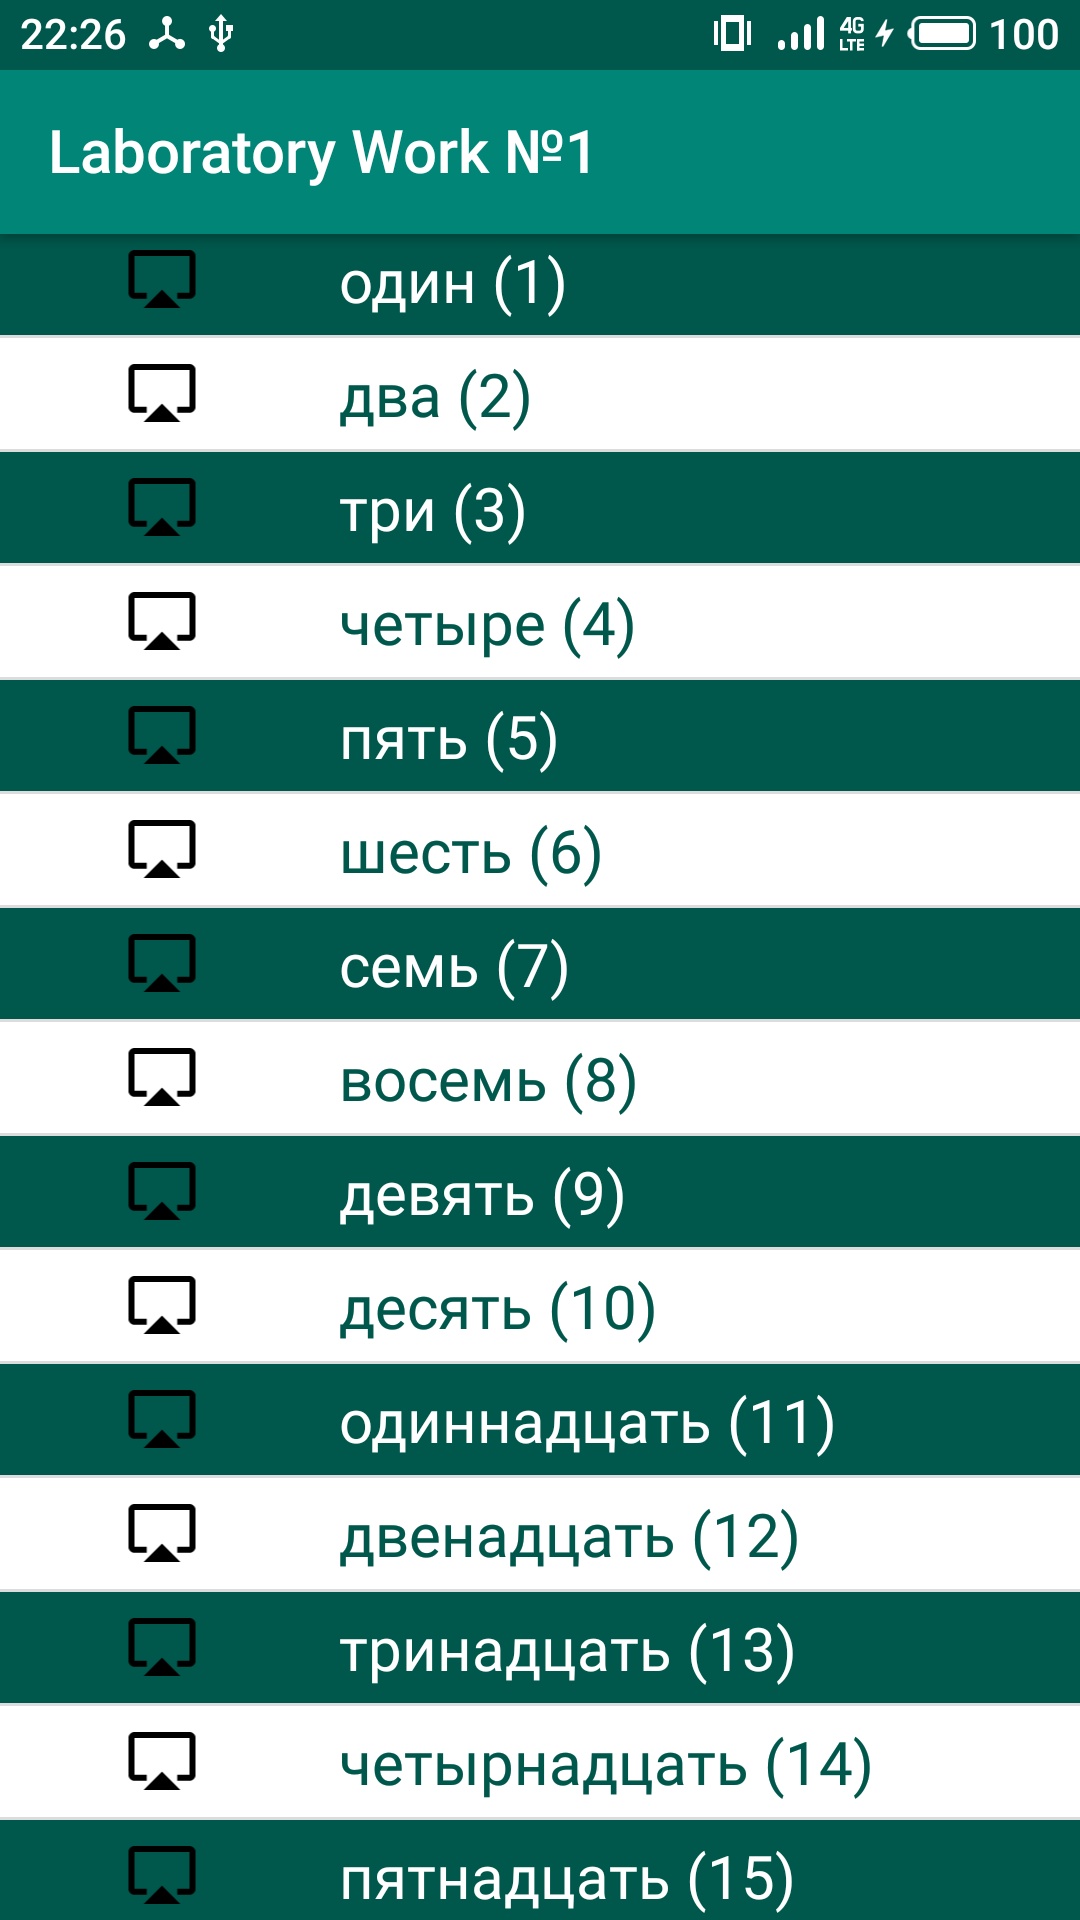 22:26 4G LTE 100
Laboratory Work №1
один (1)
два (2)
три (3)
четыре (4)
пять (5)
шесть (6)
семь (7)
восемь (8)
девять (9)
десять (10)
одиннадцать (11)
двенадцать (12)
тринадцать (13)
четырнадцать (14)
пятнадцать (15)